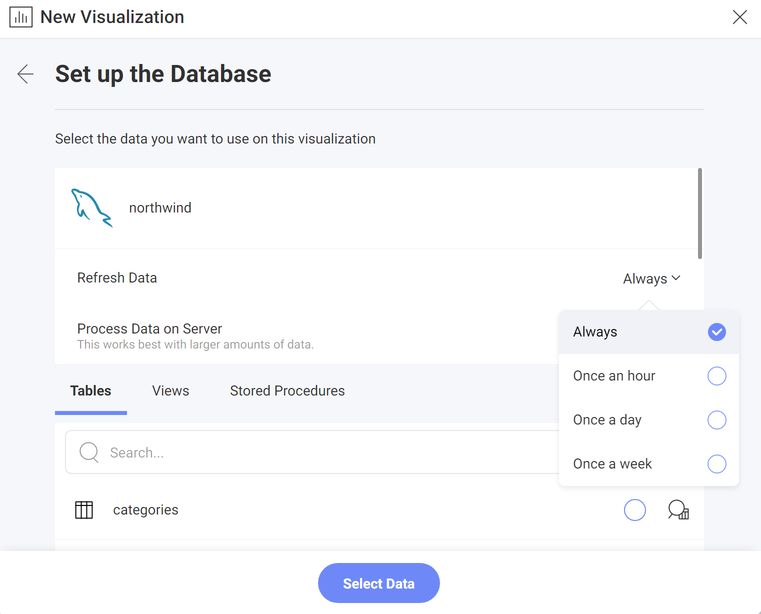 New Visualization
Set up the Database
Select the data you want to use on this visualization
northwind
Refresh Data
Always
Process Data on Server
This works best with larger amounts of data.
Always
Once an hour
Once a day
Once a week
Tables Views Stored Procedures
Search...
categories
Select Data